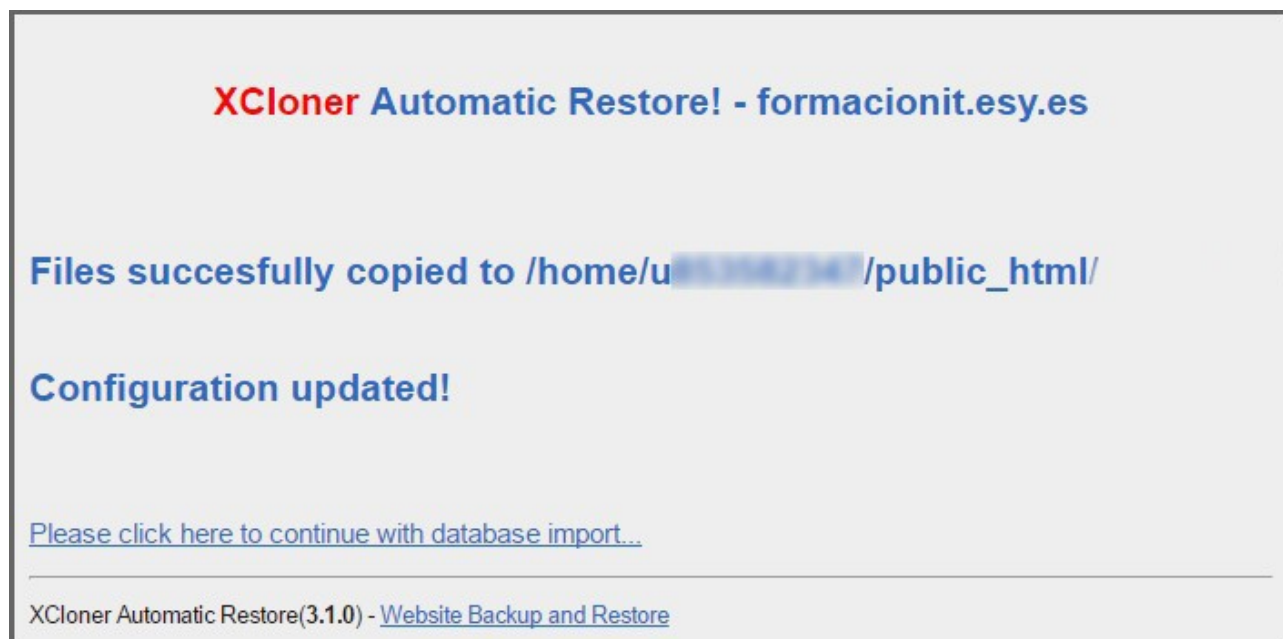 XCloner Automatic Restore! - formacionit.esy.es
Files succesfully copied to /home/u /public_html/
Configuration updated!
Please click here to continue with database import...
XCloner Automatic Restore(3.1.0) - Website Backup and Restore